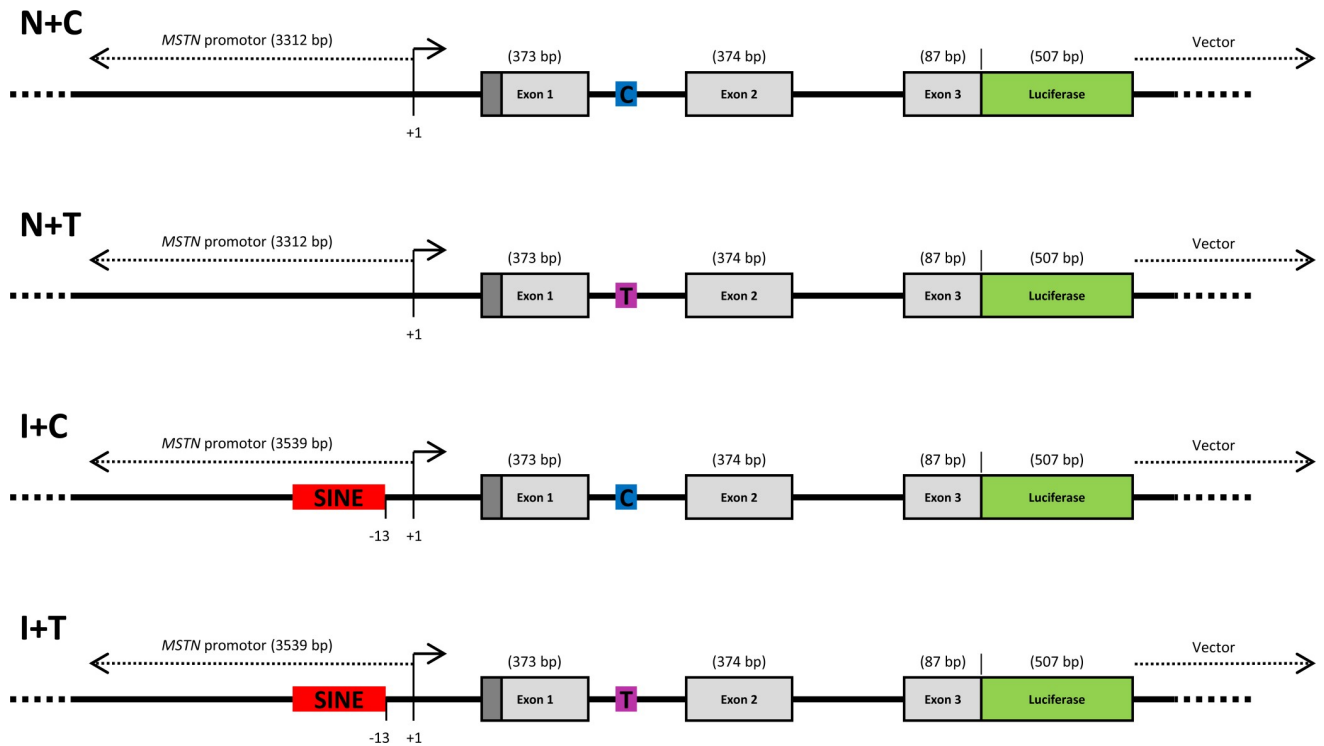 N+C
MSTN promotor (3312 bp)
(373 bp) (374 bp) (87 bp) (507 bp) Vector
Exon 1 C Exon 2 Exon 3 Luciferase
+1
N+T
MSTN promotor (3312 bp)
(373 bp) (374 bp) (87 bp) (507 bp) Vector
Exon 1 T Exon 2 Exon 3 Luciferase
+1
I+C
MSTN promotor (3539 bp)
(373 bp) (374 bp) (87 bp) (507 bp) Vector
SINE Exon 1 C Exon 2 Exon 3 Luciferase
-13 +1
I+T
MSTN promotor (3539 bp)
(373 bp) (374 bp) (87 bp) (507 bp) Vector
SINE Exon 1 T Exon 2 Exon 3 Luciferase
-13 +1